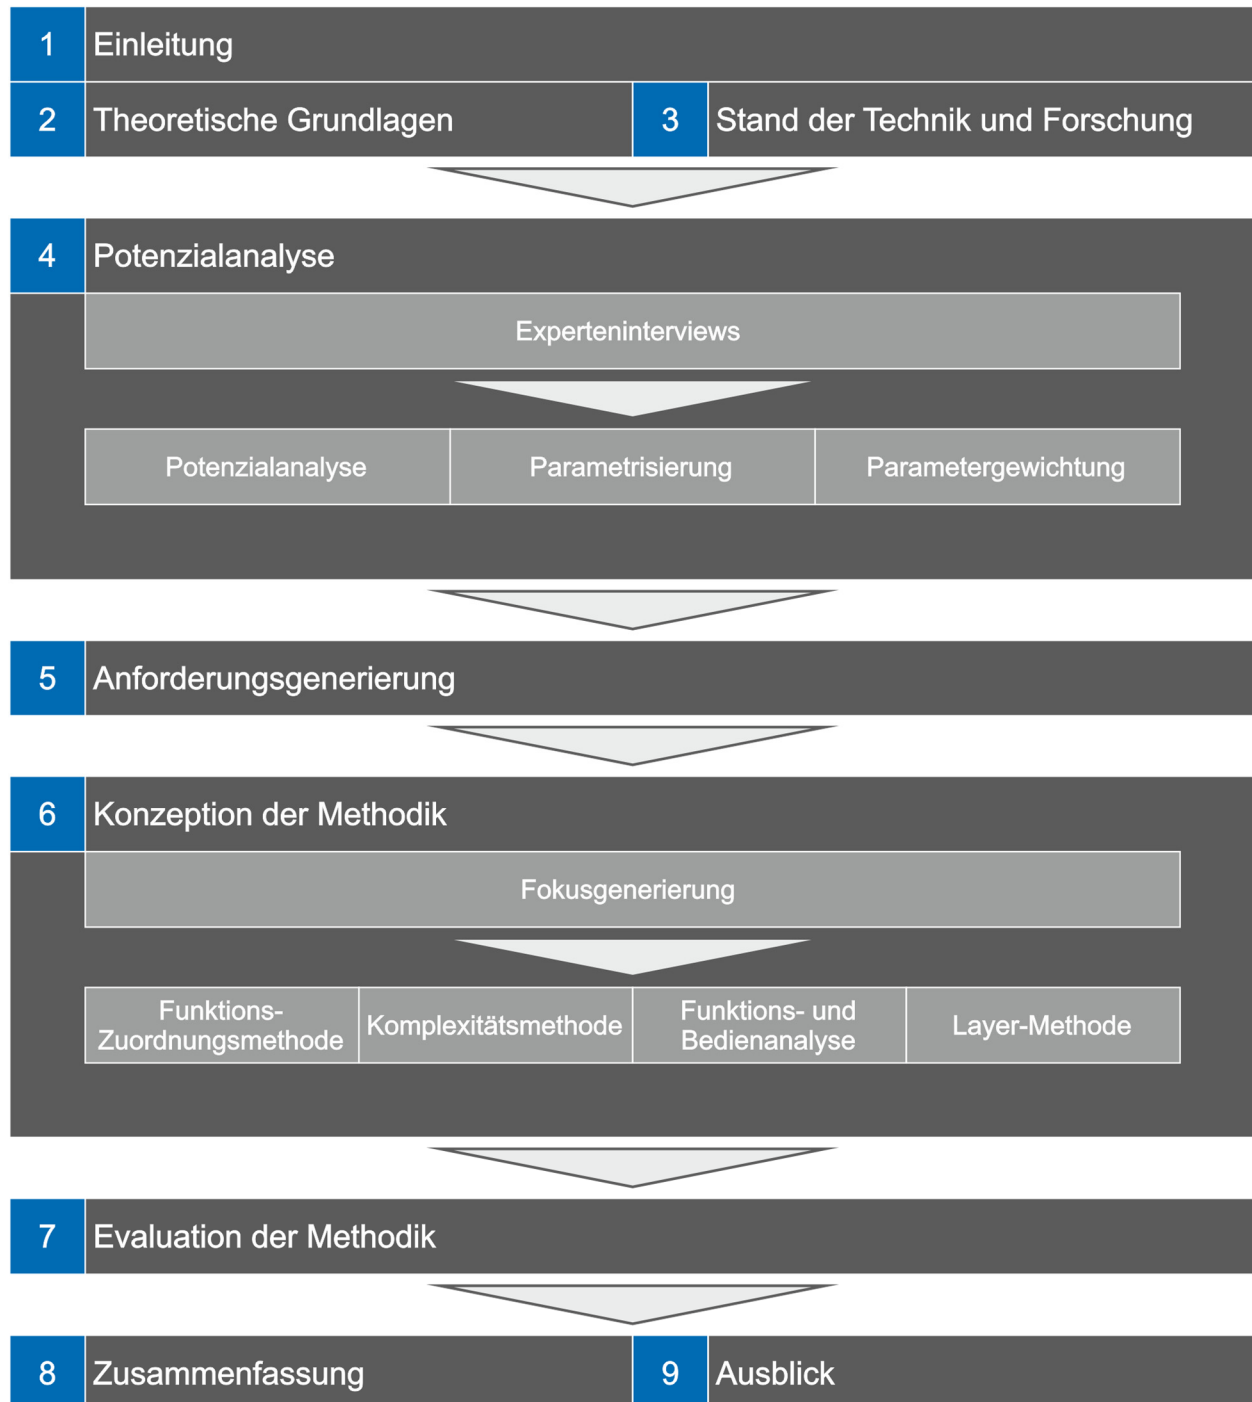 1 Einleitung
2 Theoretische Grundlagen
3 Stand der Technik und Forschung
4 Potenzialanalyse
Experteninterviews
Potenzialanalyse
Parametrisierung
Parametergewichtung
5 Anforderungsgenerierung
6 Konzeption der Methodik
Fokusgenerierung
Funktions-
Zuordnungsmethode
Komplexitätsmethode
Funktions- und
Bedienanalyse
Layer-Methode
7 Evaluation der Methodik
8 Zusammenfassung
9 Ausblick